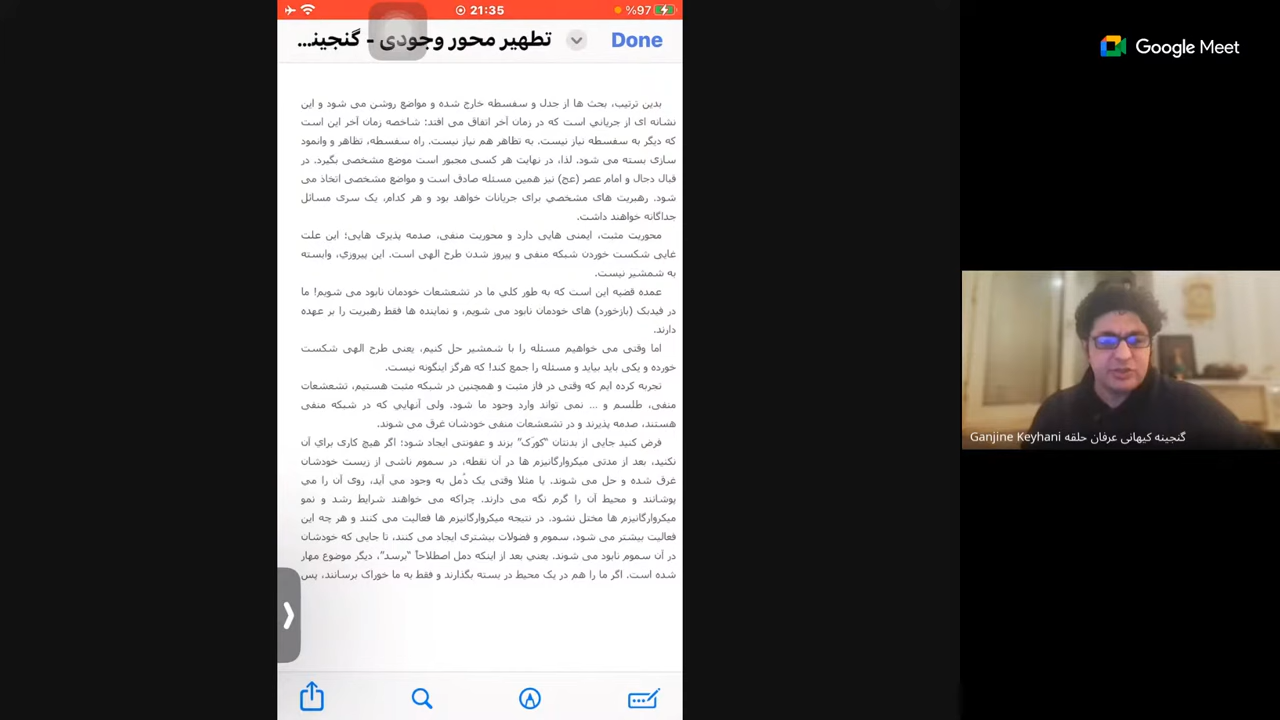 21:35
%97
تطهیر محور وجودی - گنجینـ...
Done
Google Meet
بدین ترتیب، بحث ها از جدل و سفسطه خارج شده و مواضع روشن می شود و این
نشانه ای از جرياني است که در زمان آخر اتفاق می افتد؛ شاخصه زمان آخر این است
که دیگر به سفسطه نیاز نیست. به تظاهر هم نیاز نیست. راه سفسطه، تظاهر و وانمود
سازی بسته می شود. لذا، در نهایت هر کسی مجبور است موضع مشخصی بگیرد. در
قبال دجال و امام عصر (عج) نیز همین مسئله صادق است و مواضع مشخصی اتخاذ می
شود. رهبریت های مشخصي برای جریانات خواهد بود و هر کدام، یک سری مسائل
جداگانه خواهند داشت.
محوریت مثبت، ایمنی هایی دارد و محوریت منفی، صدمه پذیری هایی؛ این علت
غایی شکست خوردن شبکه منفی و پیروز شدن طرح الهی است. این پیروزي، وابسته
به شمشیر نیست.
عمده قضیه این است که به طور کلي ما در تشعشعات خودمان نابود می شویم! ما
در فیدبک (بازخورد) های خودمان نابود می شویم، و نماینده ها فقط رهبریت را بر عهده
دارند.
اما وقتی می خواهیم مسئله را با شمشیر حل کنیم، یعنی طرح الهی شکست
خورده و یکی باید بیاید و مسئله را جمع کند! که هرگز اینگونه نیست.
تجربه کرده ایم که وقتی در فاز مثبت و همچنین در شبکه مثبت هستیم، تشعشعات
منفی، طلسم و ... نمی تواند وارد وجود ما شود. ولی آنهایي که در شبکه منفی
هستند، صدمه پذیرند و در تشعشعات منفی خودشان غرق می شوند.
فرض کنید جایی از بدنتان "کورَک" بزند و عفونتی ایجاد شود؛ اگر هیچ کاری براي آن
نکنید، بعد از مدتی میکروارگانیزم ها در آن نقطه، در سموم ناشی از زیست خودشان
غرق شده و حل می شوند. یا مثلا وقتی یک دُمل به وجود مي آید، روی آن را مي
پوشانند و محیط آن را گرم نگه می دارند. چراکه می خواهند شرایط رشد و نمو
میکروارگانیزم ها مختل نشود. در نتیجه میکروارگانیزم ها فعالیت می کنند و هر چه این
فعالیت بیشتر می شود، سموم و فضولات بیشتری ایجاد می کنند، تا جایی که خودشان
در آن سموم نابود می شوند. یعني بعد از اینکه دمل اصطلاحاً "برسد"، دیگر موضوع مهار
شده است. اگر ما را هم در یک محیط در بسته بگذارند و فقط به ما خوراک برسانند، پس
Ganjine Keyhani گنجینه کیهانی عرفان حلقه